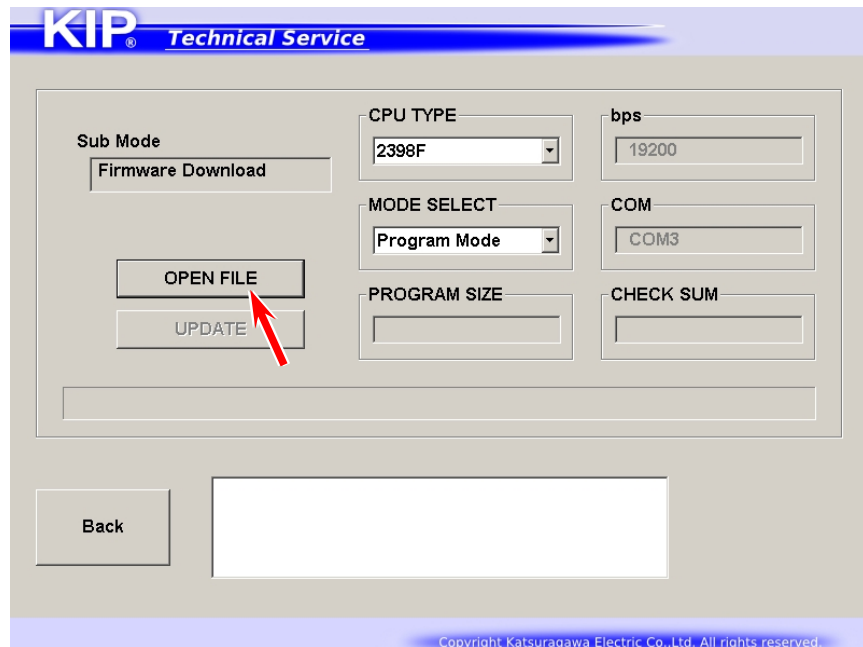 KIP®
Technical Service
Sub Mode
Firmware Download
CPU TYPE
2398F
bps
19200
MODE SELECT
Program Mode
COM
COM3
OPEN FILE
UPDATE
PROGRAM SIZE
CHECK SUM
Back
Copyright Katsuragawa Electric Co.,Ltd. All rights reserved.